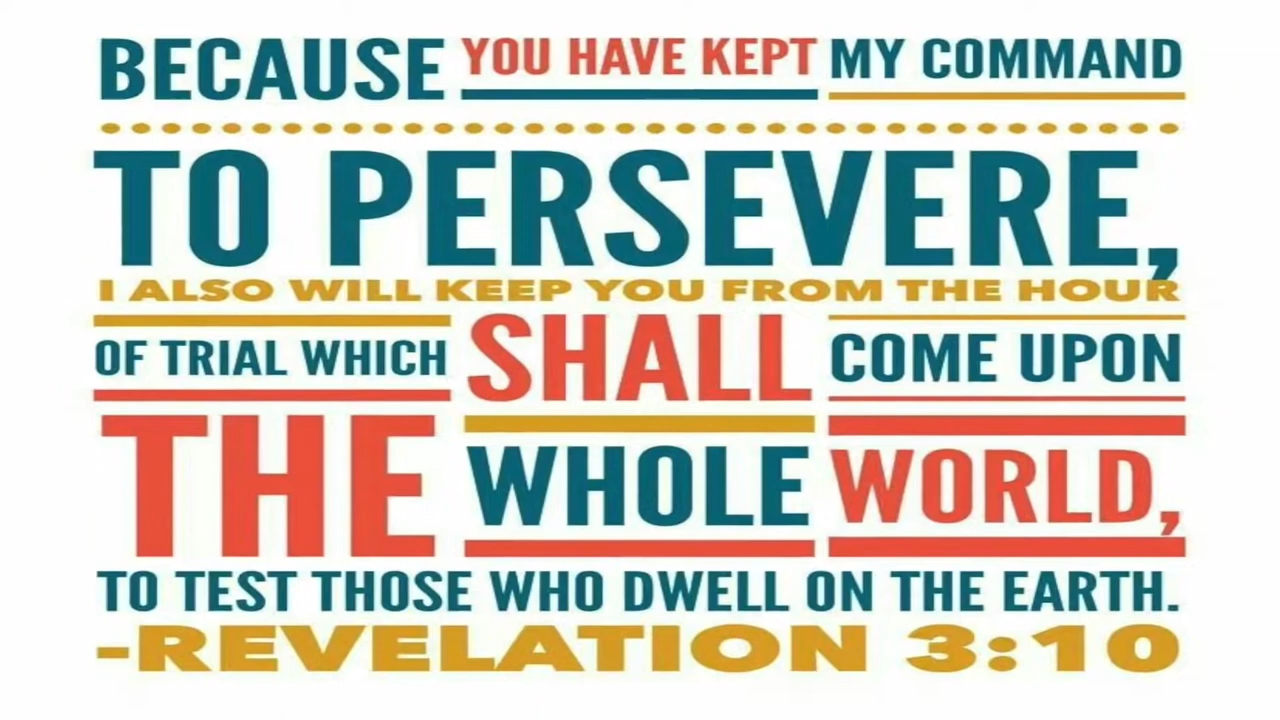 BECAUSE YOU HAVE KEPT MY COMMAND
TO PERSEVERE,
I ALSO WILL KEEP YOU FROM THE HOUR
OF TRIAL WHICH SHALL COME UPON
THE WHOLE WORLD,
TO TEST THOSE WHO DWELL ON THE EARTH.
-REVELATION 3:10